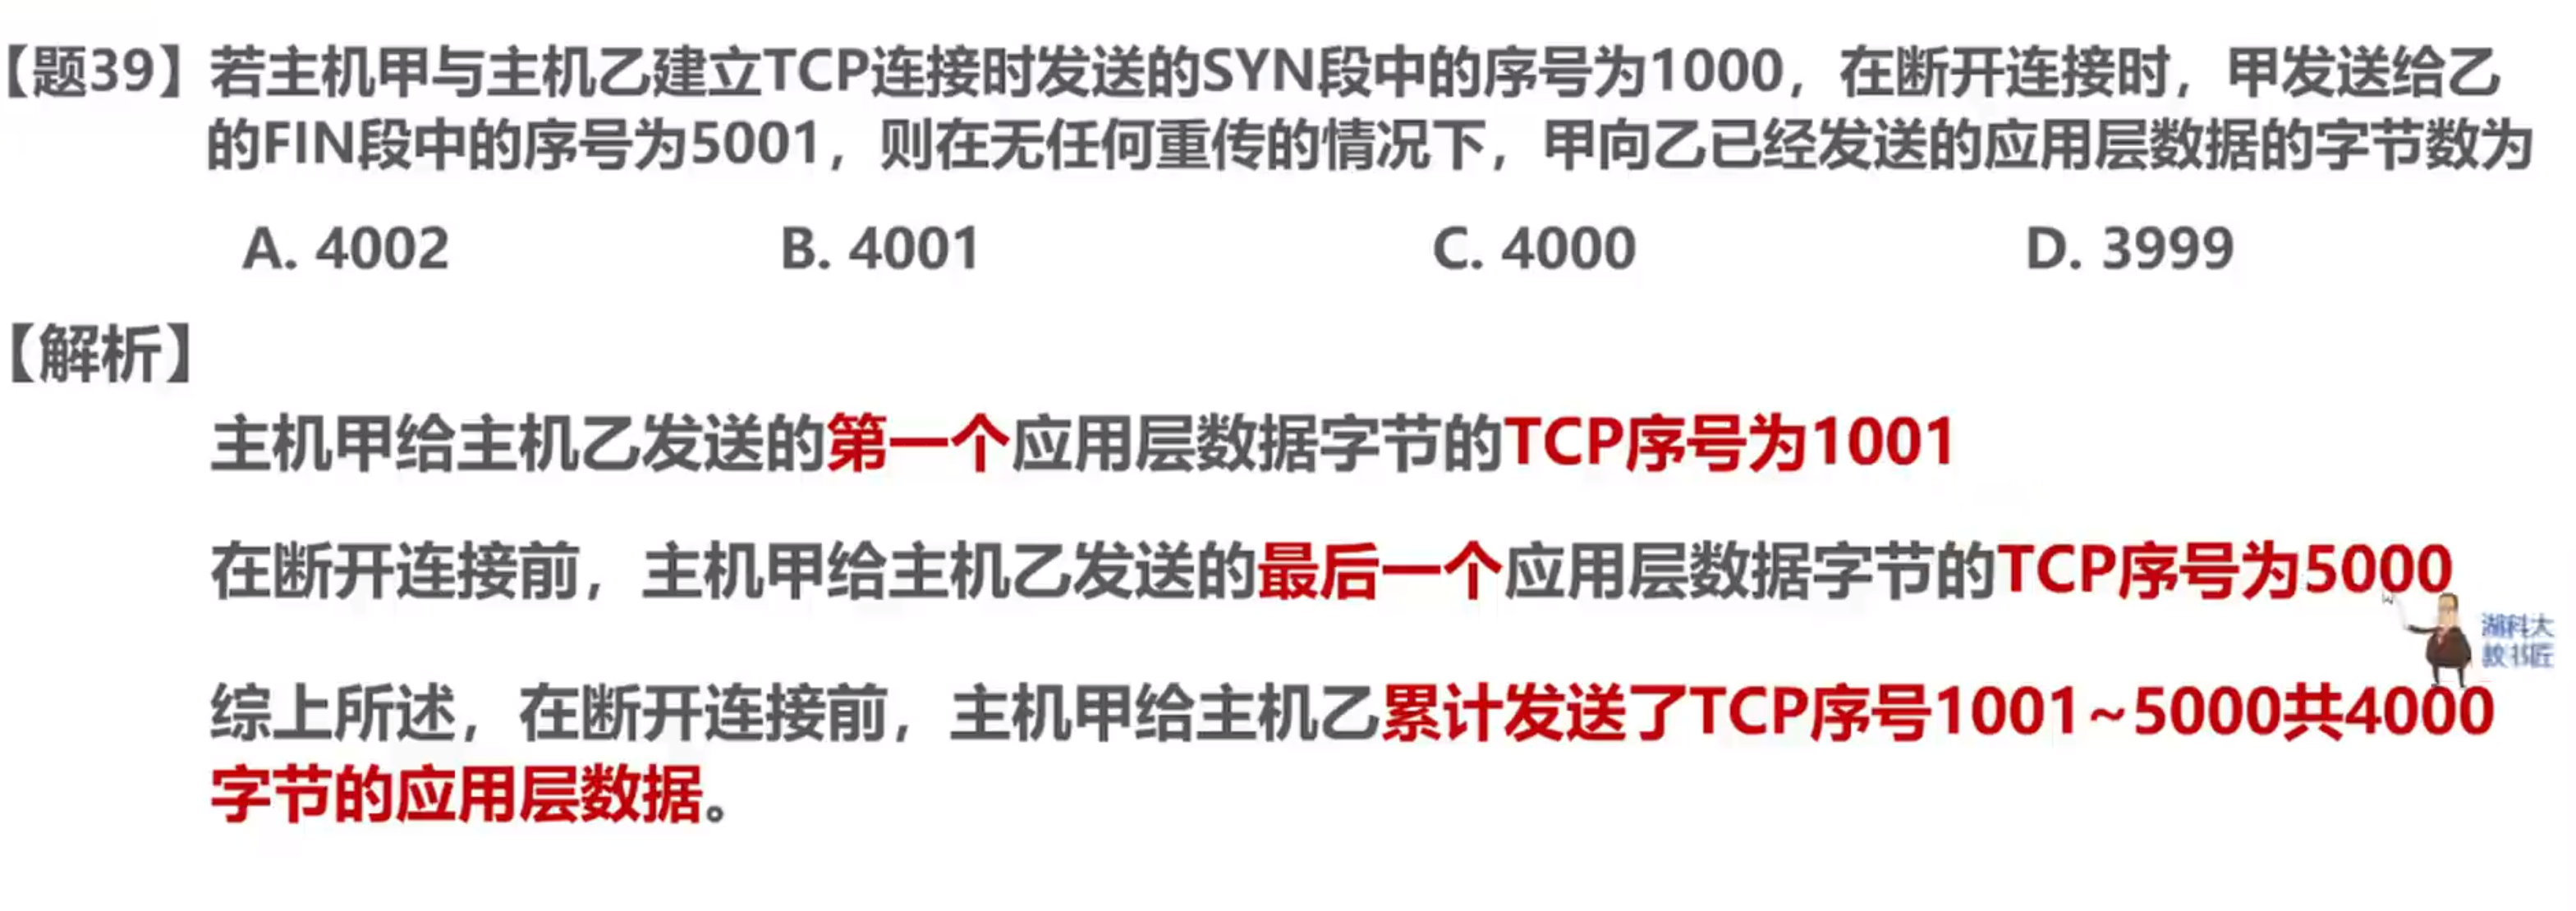 【题39】若主机甲与主机乙建立TCP连接时发送的SYN段中的序号为1000，在断开连接时，甲发送给乙
的FIN段中的序号为5001，则在无任何重传的情况下，甲向乙已经发送的应用层数据的字节数为
A. 4002 B. 4001 C. 4000 D. 3999
【解析】
主机甲给主机乙发送的第一个应用层数据字节的TCP序号为1001
在断开连接前，主机甲给主机乙发送的最后一个应用层数据字节的TCP序号为5000
湖科大
教书匠
综上所述，在断开连接前，主机甲给主机乙累计发送了TCP序号1001~5000共4000
字节的应用层数据。